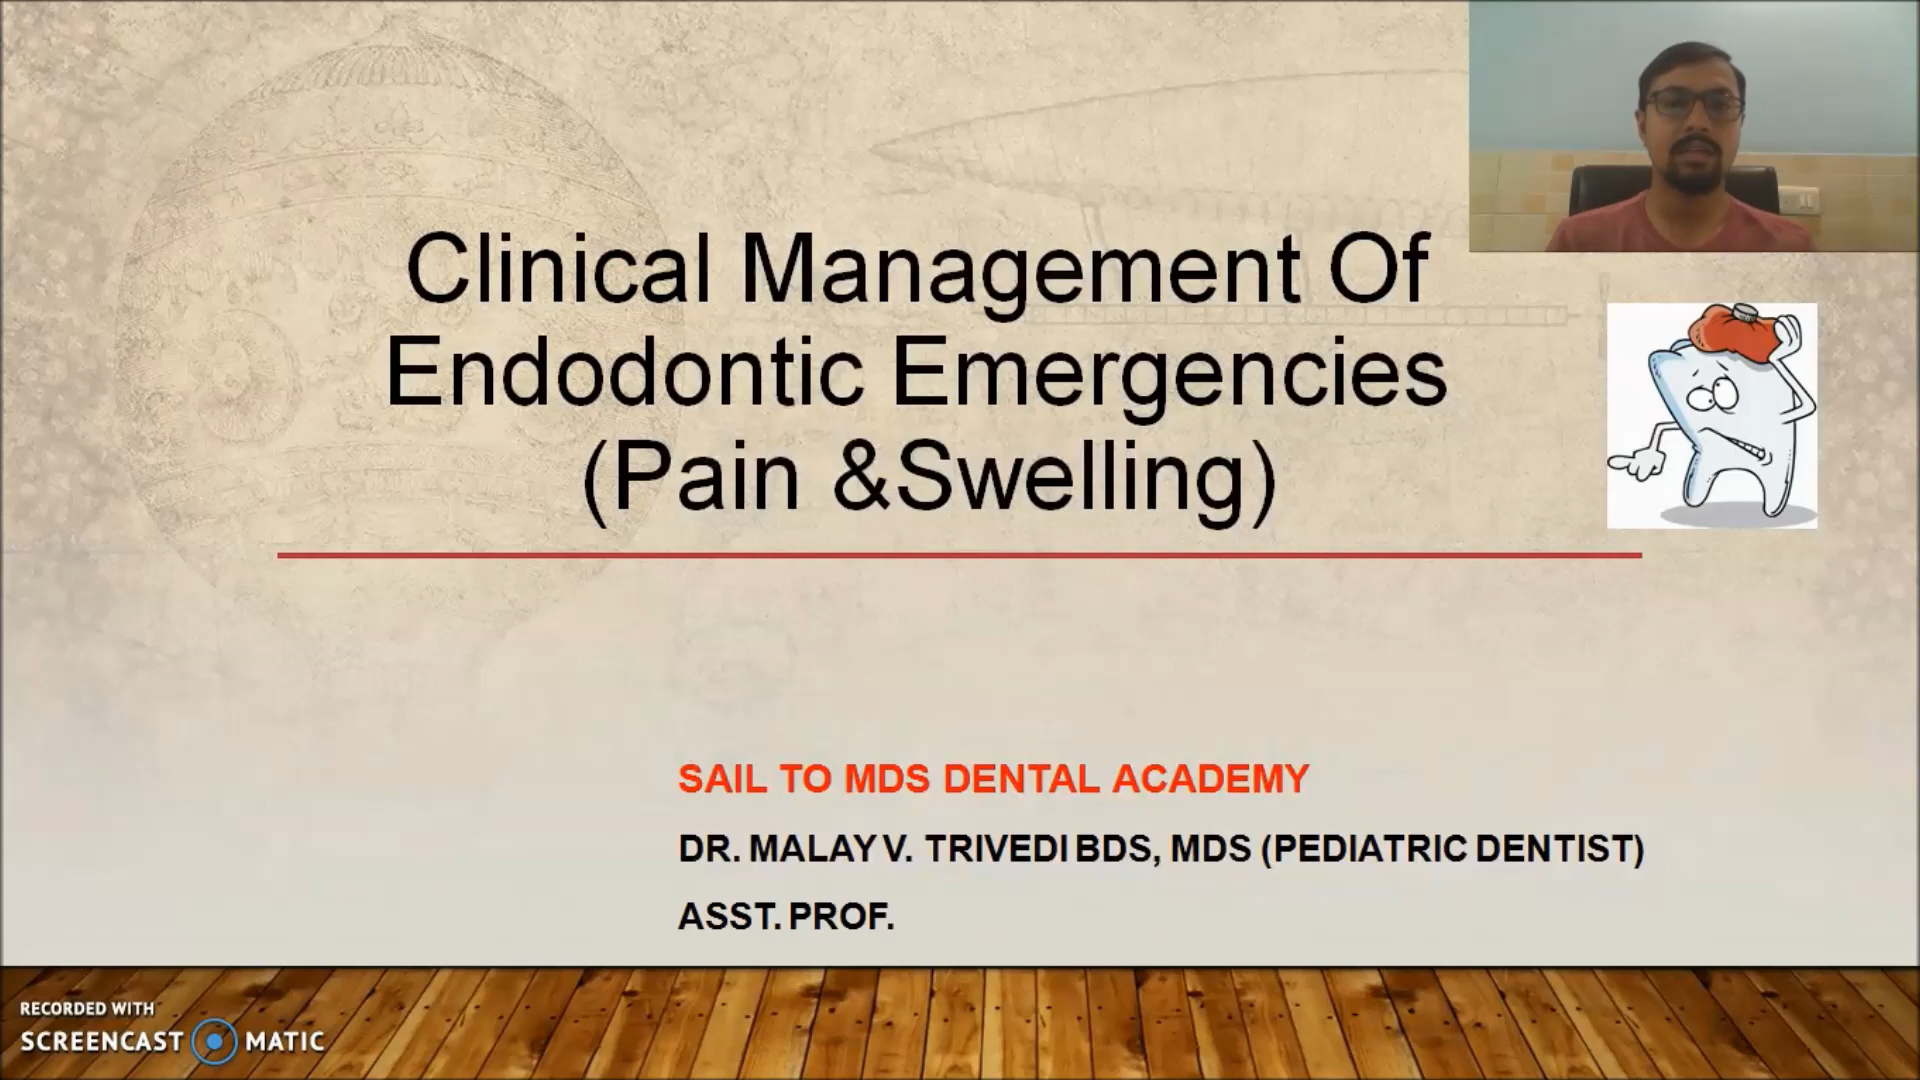 Clinical Management Of
Endodontic Emergencies
(Pain &Swelling)
SAIL TO MDS DENTAL ACADEMY
DR. MALAY V. TRIVEDI BDS, MDS (PEDIATRIC DENTIST)
ASST. PROF.
RECORDED WITH
SCREENCAST MATIC